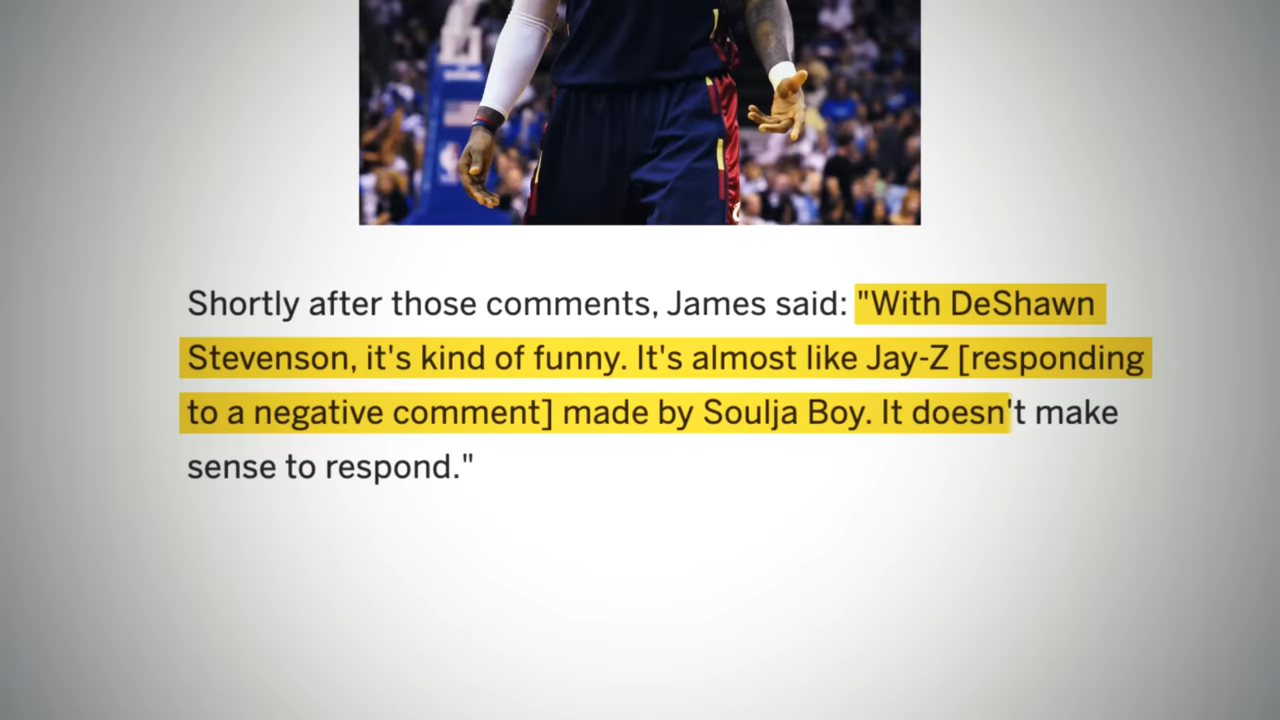 Shortly after those comments, James said: "With DeShawn
Stevenson, it's kind of funny. It's almost like Jay-Z [responding
to a negative comment] made by Soulja Boy. It doesn't make
sense to respond."